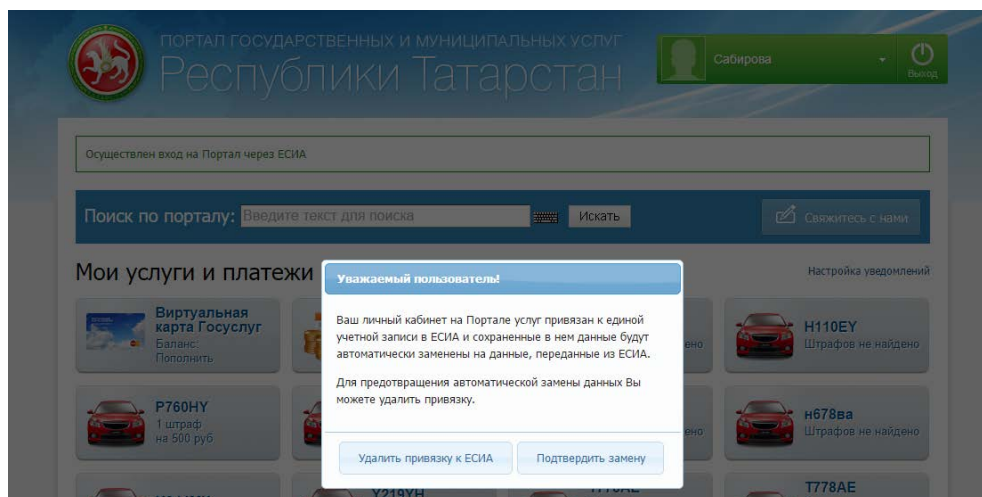 ПОРТАЛ ГОСУДАРСТВЕННЫХ И МУНИЦИПАЛЬНЫХ УСЛУГ
Республики Татарстан
Сабирова
Выход
Осуществлен вход на Портал через ЕСИА
Поиск по порталу: Введите текст для поиска Искать
Свяжитесь с нами
Мои услуги и платежи
Настройка уведомлений
Виртуальная
карта Госуслуг
Баланс:
Пополнить
Н110ЕУ
Штрафов не найдено
Уважаемый пользователь!
Ваш личный кабинет на Портале услуг привязан к единой
учетной записи в ЕСИА и сохраненные в нем данные будут
автоматически заменены на данные, переданные из ЕСИА.
Для предотвращения автоматической замены данных Вы
можете удалить привязку.
Удалить привязку к ЕСИА
Подтвердить замену
Р760НУ
1 штраф
на 500 руб
н678ва
Штрафов не найдено
У219УН
Т778АЕ